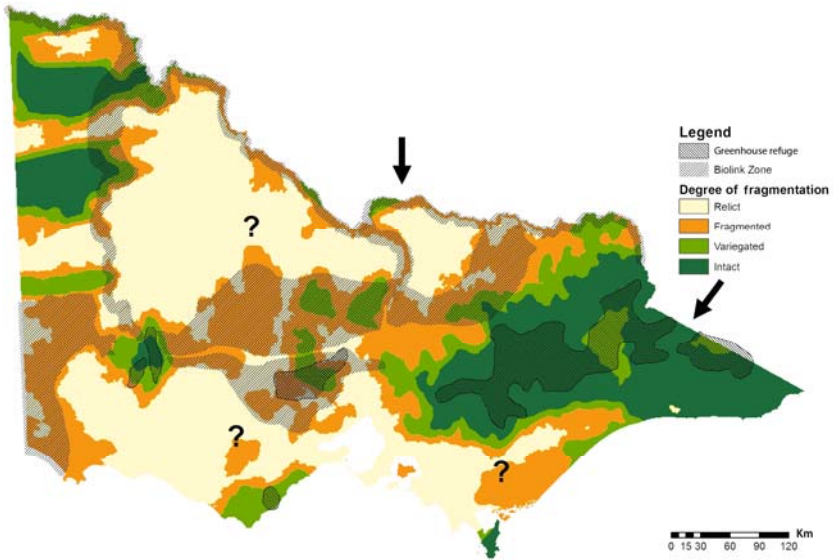 Legend
Greenhouse refuge
Biolink Zone
Degree of fragmentation
Relict
?
Fragmented
Variegated
Intact
?
?
Km
0 15 30 60 90 120